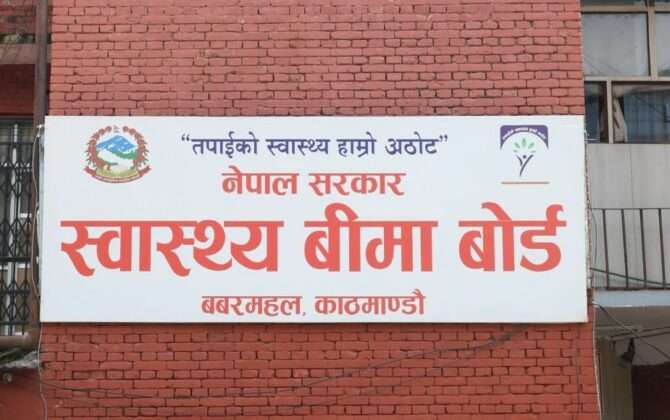 “तपाईको स्वास्थ्य हाम्रो अठोट”
नेपाल सरकार
स्वास्थ्य बीमा बोर्ड
बबरमहल, काठमाण्डौ